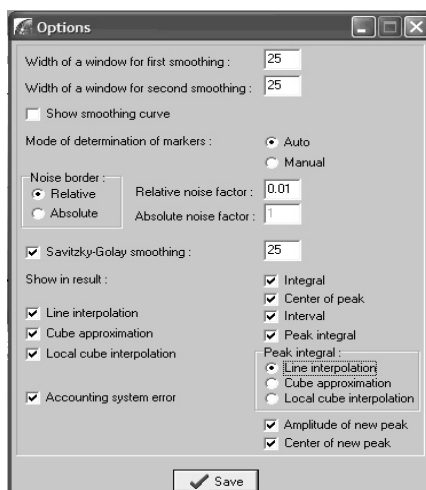 Options
Width of a window for first smoothing : 25
Width of a window for second smoothing : 25
Show smoothing curve
Mode of determination of markers : Auto
Manual
Noise border :
Relative
Absolute
Relative noise factor : 0.01
Absolute noise factor : 1
Savitzky-Golay smoothing : 25
Show in result :
Line interpolation
Cube approximation
Local cube interpolation
Accounting system error
Integral
Center of peak
Interval
Peak integral
Peak integral :
Line interpolation
Cube approximation
Local cube interpolation
Amplitude of new peak
Center of new peak
Save